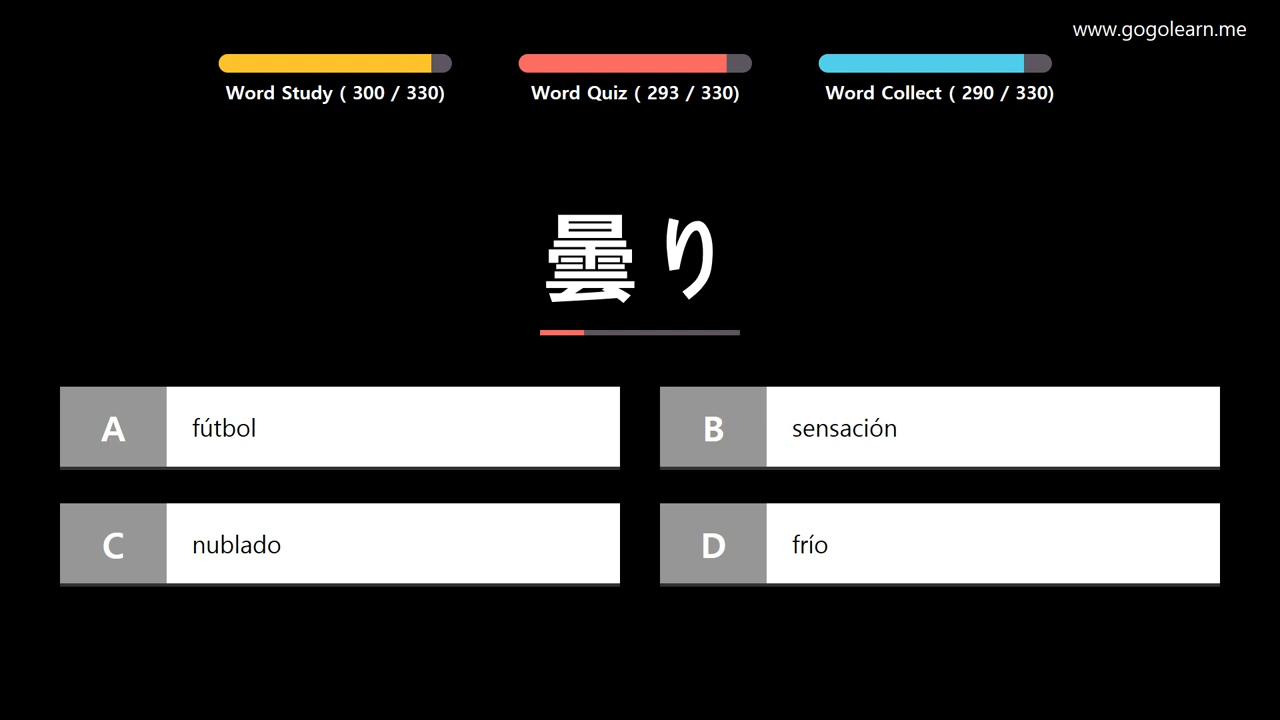 www.gogolearn.me
Word Study ( 300 / 330)
Word Quiz ( 293 / 330)
Word Collect ( 290 / 330)
曇り
A fútbol
B sensación
C nublado
D frío